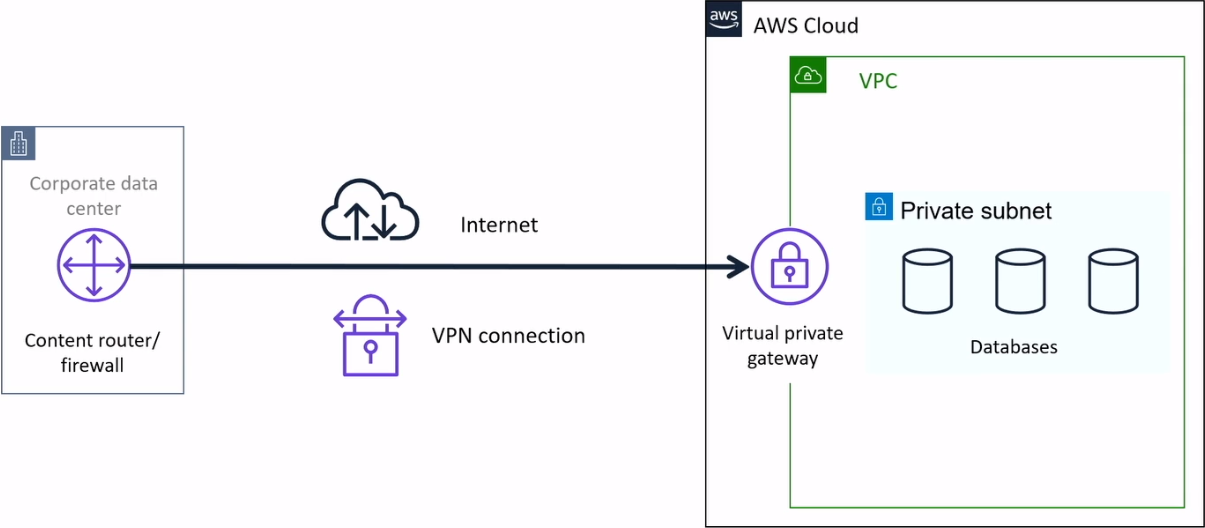 aws
AWS Cloud
VPC
Corporate data
center
Internet
Private subnet
Content router/
firewall
VPN connection
Virtual private
gateway
Databases